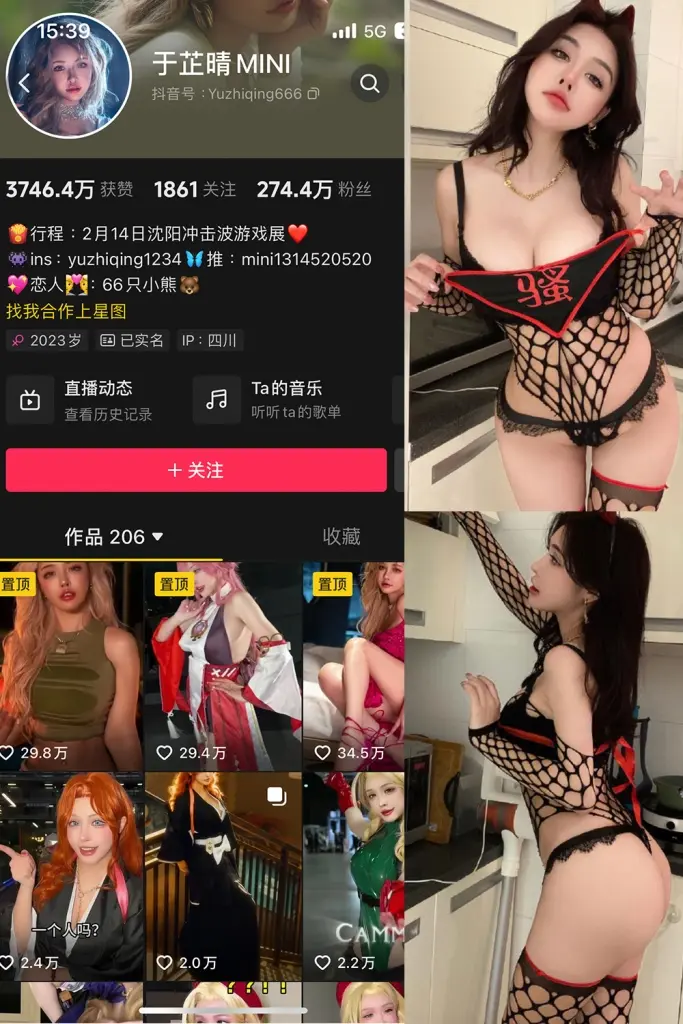 15:39
5G
于芷晴MINI
抖音号：Yuzhiqing666
3746.4万 获赞 1861 关注 274.4万 粉丝
行程：2月14日沈阳冲击波游戏展
ins：yuzhiqing1234 推：mini1314520520
恋人：66只小熊
找我合作上星图
2023岁 已实名 IP：四川
直播动态
查看历史记录
Ta的音乐
听听ta的歌单
+关注
作品 206
收藏
置顶
置顶
置顶
29.8万
29.4万
34.5万
一个人吗？
CAMM
2.4万
2.0万
2.2万
??!!
骚